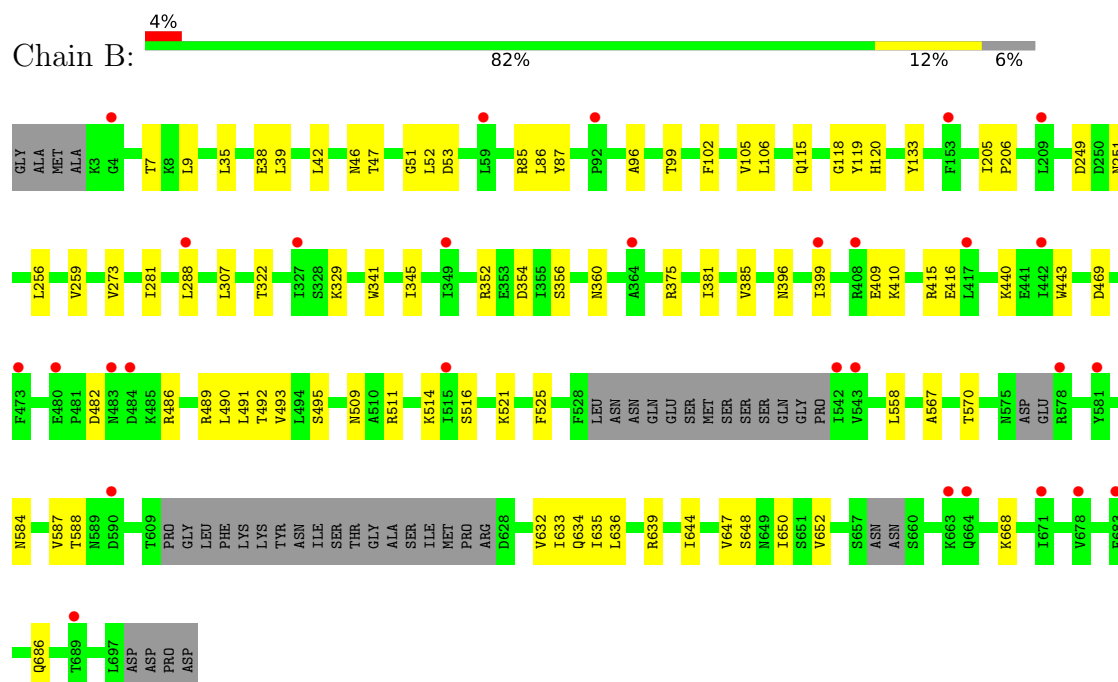 4%
Chain B:
82% 12% 6%
GLY ALA MET ALA K3 G4 T7 K8 L9 L35 E38 L39 L42 N46 T47 G51 L52 D53 L59 R85 L86 Y87 P92 A96 T99 F102 V105 L106 Q115 G118 Y119 H120 Y133 F153 I205 P206 L209 D249 D250 N251
L256 V259 V273 I281 L288 L307 T322 I327 S328 K329 W341 I345 I349 R352 E353 D354 I355 S356 N360 A364 R375 I381 V385 N396 I399 R408 E409 K410 R415 E416 L417 K440 E441 I442 W443 D469
F473 E480 P481 D482 N483 D484 K485 R486 R489 L490 L491 T492 V493 L494 S495 N509 A510 R511 K514 I515 S516 K521 F525 F528 LEU ASN ASN GLN GLU SER MET SER SER SER GLN GLY PRO I542 V543 L558 A567 T570 N575 ASP GLU R578 Y581
N584 V587 T588 N589 D590 T609 PRO GLY LEU PHE LYS LYS TYR ASN ILE SER THR GLY ALA SER ILE MET PRO ARG D628 V632 I633 Q634 I635 L636 R639 I644 V647 S648 N649 I650 S651 V652 S657 ASN ASN S660 K663 Q664 K668 I671 V678
Q686 T689 L697 ASP ASP PRO ASP